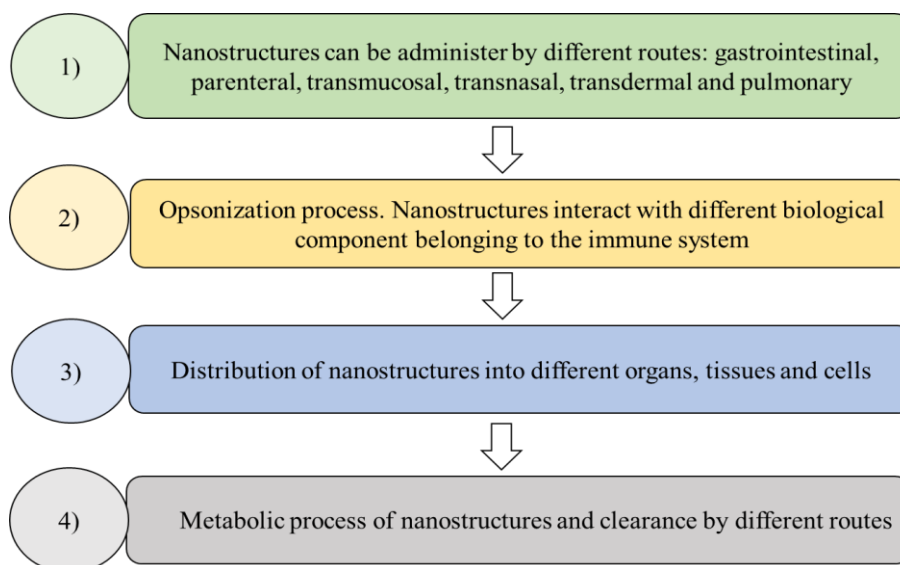 1)
Nanostructures can be administer by different routes: gastrointestinal,
parenteral, transmucosal, transnasal, transdermal and pulmonary
2)
Opsonization process. Nanostructures interact with different biological
component belonging to the immune system
3)
Distribution of nanostructures into different organs, tissues and cells
4)
Metabolic process of nanostructures and clearance by different routes